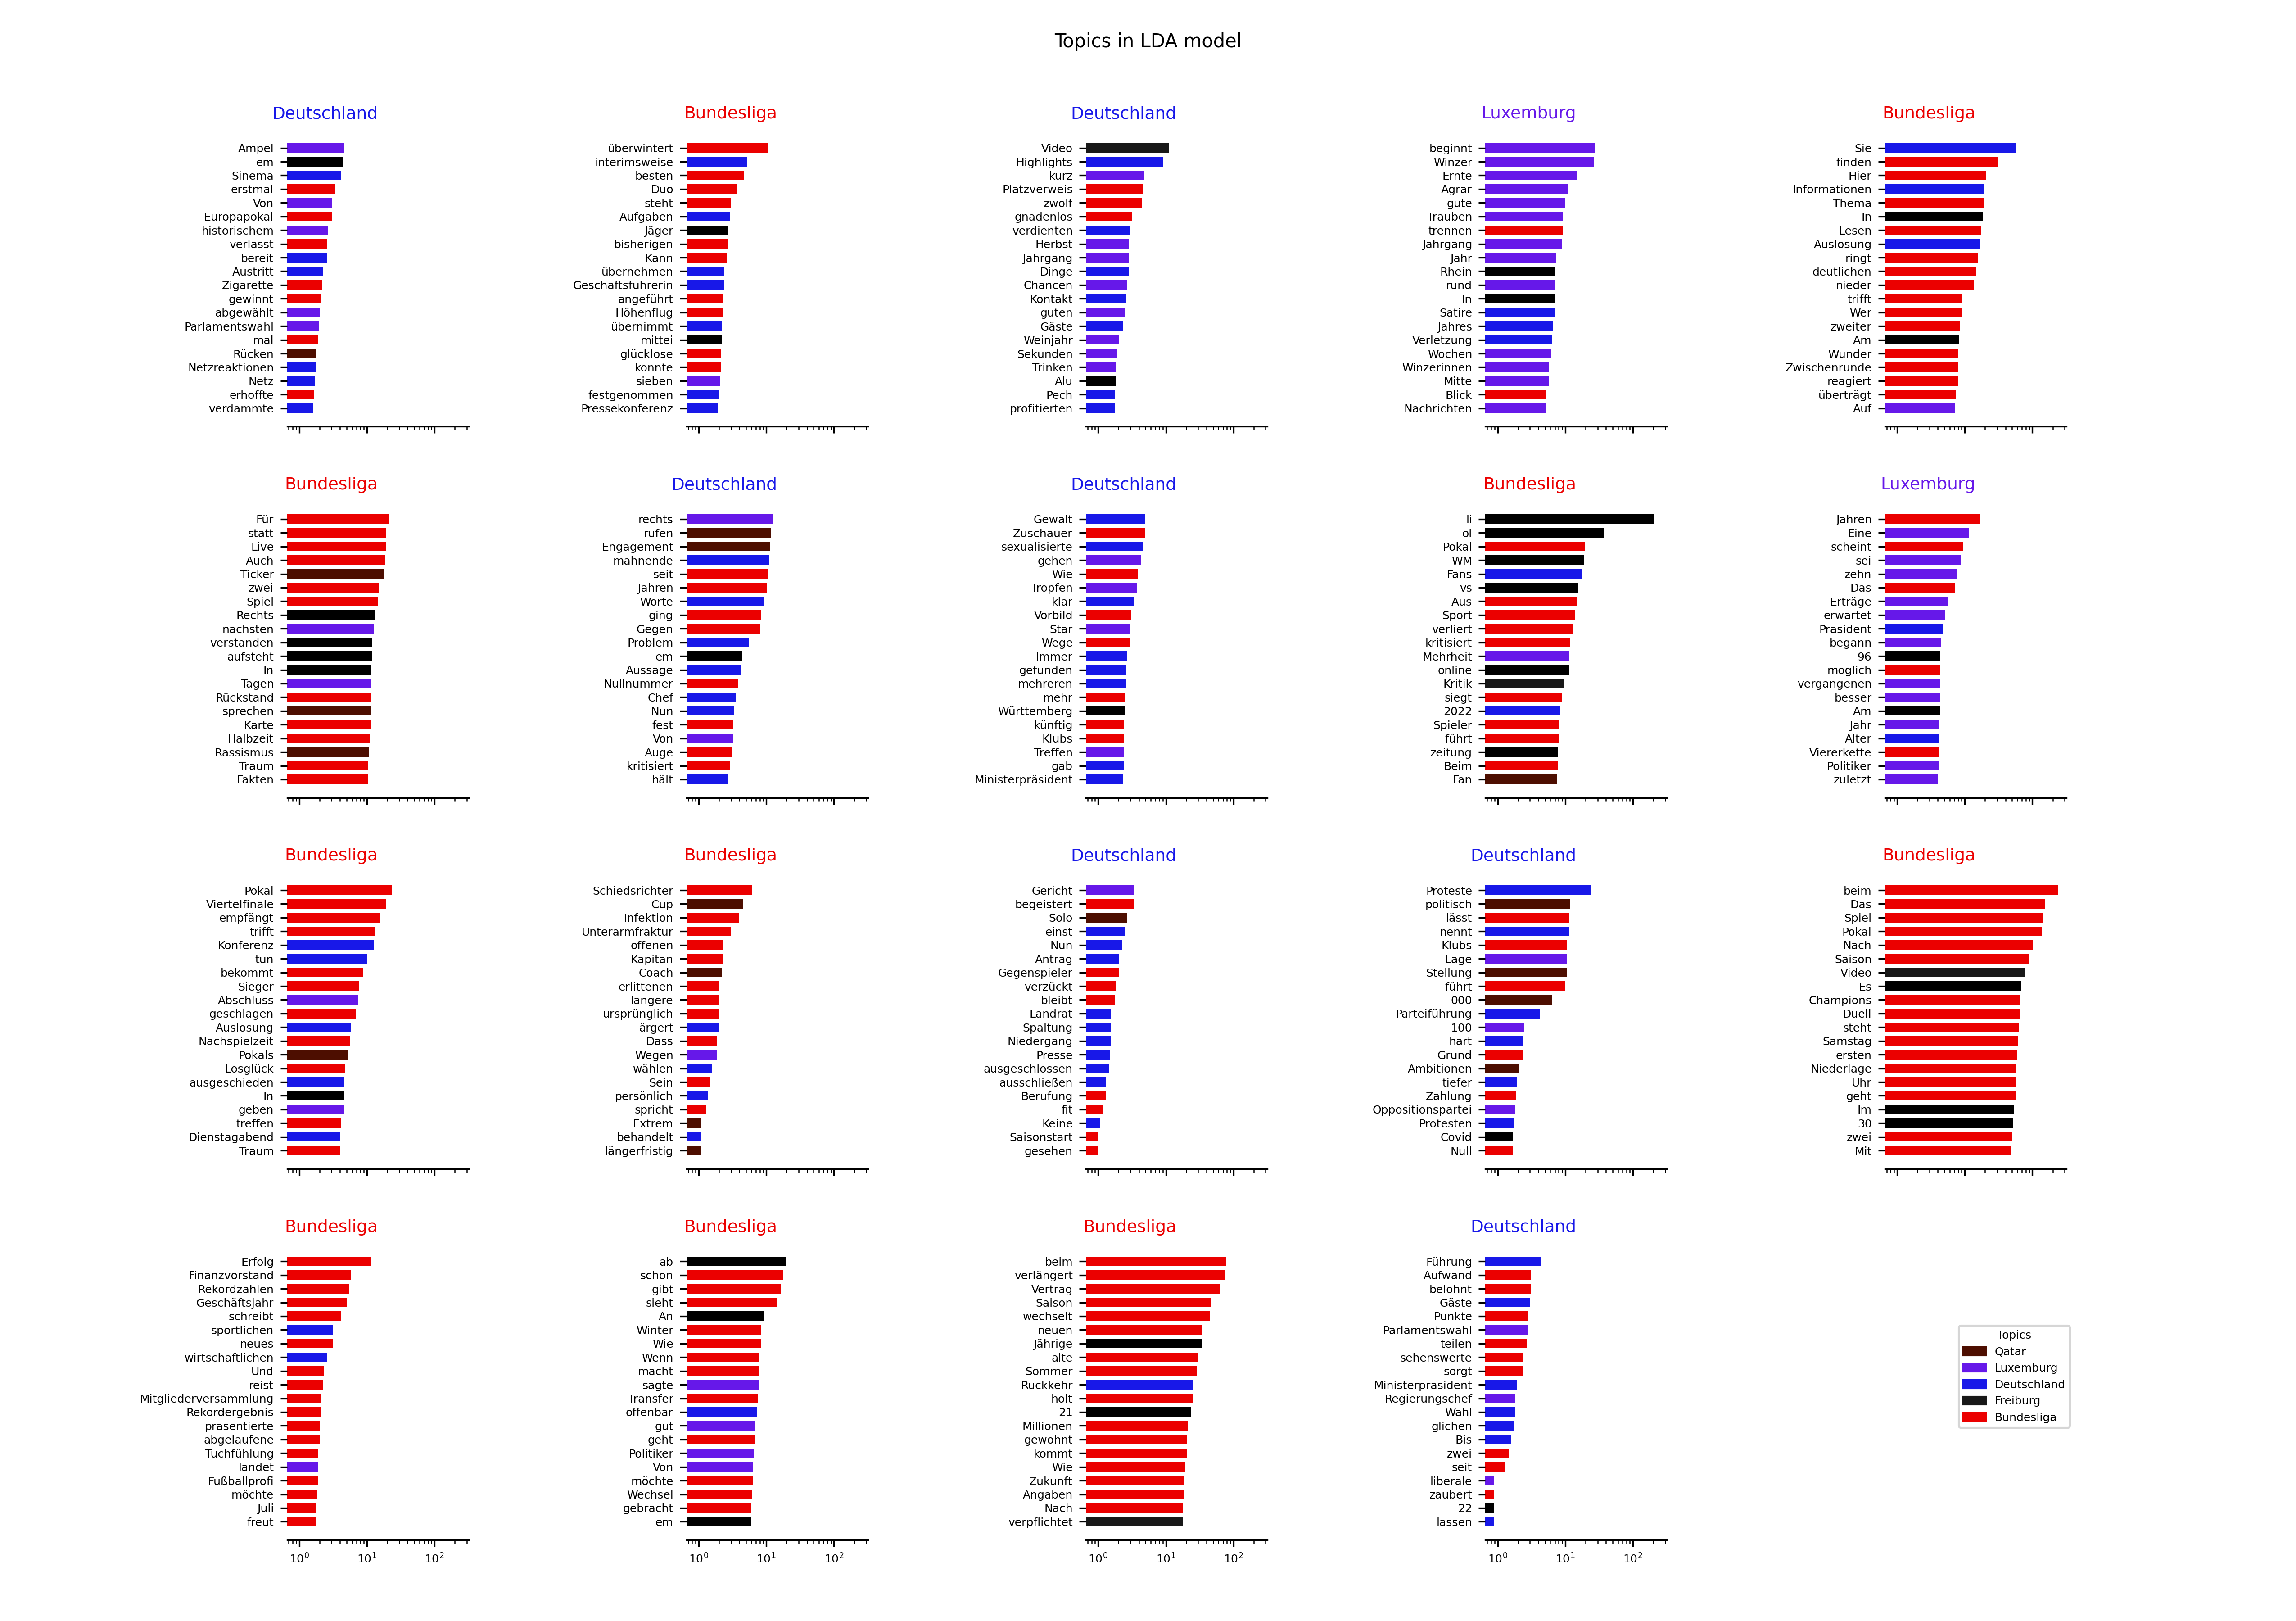 Topics in LDA model
Deutschland
Ampel
em
Sinema
erstmal
Von
Europapokal
historischem
verlässt
bereit
Austritt
Zigarette
gewinnt
abgewählt
Parlamentswahl
mal
Rücken
Netzreaktionen
Netz
erhoffte
verdammte
Bundesliga
überwintert
interimsweise
besten
Duo
steht
Aufgaben
Jäger
bisherigen
Kann
übernehmen
Geschäftsführerin
angeführt
Höhenflug
übernimmt
mittei
glücklose
konnte
sieben
festgenommen
Pressekonferenz
Deutschland
Video
Highlights
kurz
Platzverweis
zwölf
gnadenlos
verdienten
Herbst
Jahrgang
Dinge
Chancen
Kontakt
guten
Gäste
Weinjahr
Sekunden
Trinken
Alu
Pech
profitierten
Luxemburg
beginnt
Winzer
Ernte
Agrar
gute
Trauben
trennen
Jahrgang
Jahr
Rhein
rund
In
Satire
Jahres
Verletzung
Wochen
Winzerinnen
Mitte
Blick
Nachrichten
Bundesliga
Sie
finden
Hier
Informationen
Thema
In
Lesen
Auslosung
ringt
deutlichen
nieder
trifft
Wer
zweiter
Am
Wunder
Zwischenrunde
reagiert
überträgt
Auf
Bundesliga
Für
statt
Live
Auch
Ticker
zwei
Spiel
Rechts
nächsten
verstanden
aufsteht
In
Tagen
Rückstand
sprechen
Karte
Halbzeit
Rassismus
Traum
Fakten
Deutschland
rechts
rufen
Engagement
mahnende
seit
Jahren
Worte
ging
Gegen
Problem
em
Aussage
Nullnummer
Chef
Nun
fest
Von
Auge
kritisiert
hält
Deutschland
Gewalt
Zuschauer
sexualisierte
gehen
Wie
Tropfen
klar
Vorbild
Star
Wege
Immer
gefunden
mehreren
mehr
Württemberg
künftig
Klubs
Treffen
gab
Ministerpräsident
Bundesliga
li
ol
Pokal
WM
Fans
vs
Aus
Sport
verliert
kritisiert
Mehrheit
online
Kritik
siegt
2022
Spieler
führt
zeitung
Beim
Fan
Luxemburg
Jahren
Eine
scheint
sei
zehn
Das
Erträge
erwartet
Präsident
begann
96
möglich
vergangenen
besser
Am
Jahr
Alter
Viererkette
Politiker
zuletzt
Bundesliga
Pokal
Viertelfinale
empfängt
trifft
Konferenz
tun
bekommt
Sieger
Abschluss
geschlagen
Auslosung
Nachspielzeit
Pokals
Losglück
ausgeschieden
In
geben
treffen
Dienstagabend
Traum
Bundesliga
Schiedsrichter
Cup
Infektion
Unterarmfraktur
offenen
Kapitän
Coach
erlittenen
längere
ursprünglich
ärgert
Dass
Wegen
wählen
Sein
persönlich
spricht
Extrem
behandelt
längerfristig
Deutschland
Gericht
begeistert
Solo
einst
Nun
Antrag
Gegenspieler
verzückt
bleibt
Landrat
Spaltung
Niedergang
Presse
ausgeschlossen
ausschließen
Berufung
fit
Keine
Saisonstart
gesehen
Deutschland
Proteste
politisch
lässt
nennt
Klubs
Lage
Stellung
führt
000
Parteiführung
100
hart
Grund
Ambitionen
tiefer
Zahlung
Oppositionspartei
Protesten
Covid
Null
Bundesliga
beim
Das
Spiel
Pokal
Nach
Saison
Video
Es
Champions
Duell
steht
Samstag
ersten
Niederlage
Uhr
geht
Im
30
zwei
Mit
Bundesliga
Erfolg
Finanzvorstand
Rekordzahlen
Geschäftsjahr
schreibt
sportlichen
neues
wirtschaftlichen
Und
reist
Mitgliederversammlung
Rekordergebnis
präsentierte
abgelaufene
Tuchfühlung
landet
Fußballprofi
möchte
Juli
freut
10⁰ 10¹ 10²
Bundesliga
ab
schon
gibt
sieht
An
Winter
Wie
Wenn
macht
sagte
Transfer
offenbar
gut
geht
Politiker
Von
möchte
Wechsel
gebracht
em
10⁰ 10¹ 10²
Bundesliga
beim
verlängert
Vertrag
Saison
wechselt
neuen
Jährige
alte
Sommer
Rückkehr
holt
21
Millionen
gewohnt
kommt
Wie
Zukunft
Angaben
Nach
verpflichtet
10⁰ 10¹ 10²
Deutschland
Führung
Aufwand
belohnt
Gäste
Punkte
Parlamentswahl
teilen
sehenswerte
sorgt
Ministerpräsident
Regierungschef
Wahl
glichen
Bis
zwei
seit
liberale
zaubert
22
lassen
10⁰ 10¹ 10²
Topics
Qatar
Luxemburg
Deutschland
Freiburg
Bundesliga